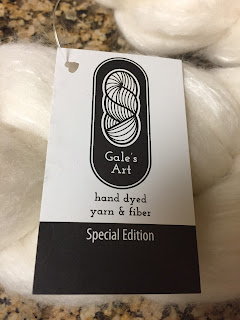 Gale's
Art
hand dyed
yarn & fiber
Special Edition